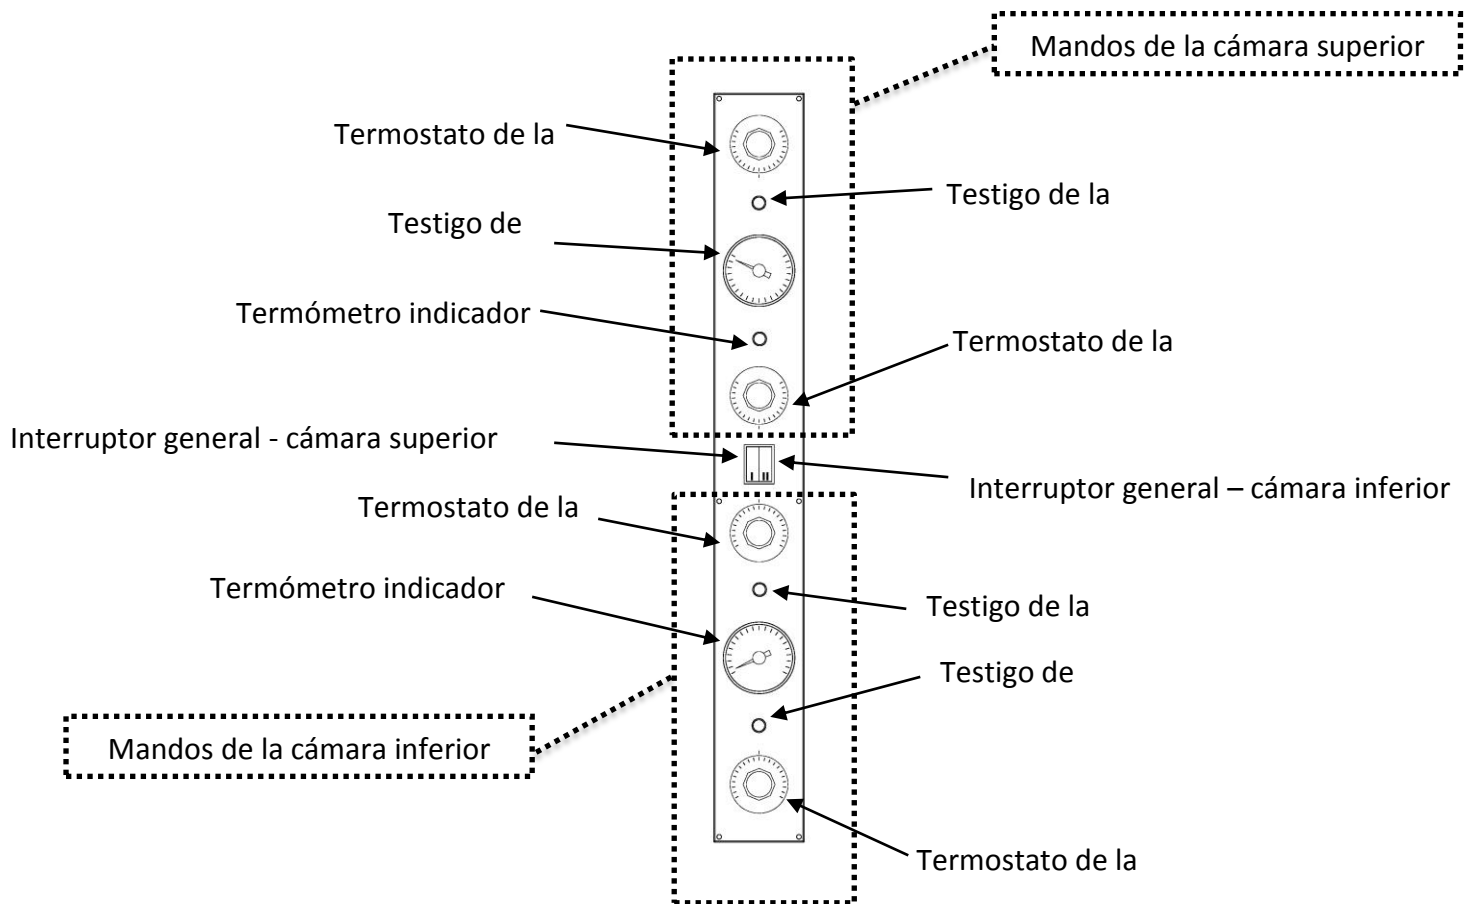 Mandos de la cámara superior
Termostato de la
Testigo de la
Testigo de
Termómetro indicador
Termostato de la
Interruptor general - cámara superior
I II
Interruptor general – cámara inferior
Termostato de la
Termómetro indicador
Testigo de la
Testigo de
Mandos de la cámara inferior
Termostato de la